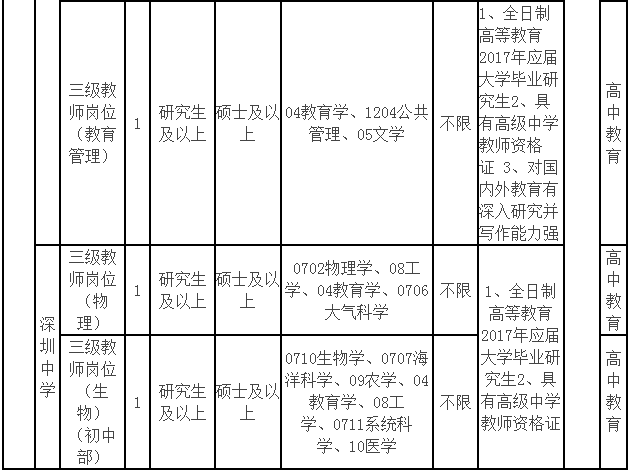 三级教
师岗位
（教育
管理）
1
研究生
及以上
硕士及以
上
04教育学、1204公共
管理、05文学
不限
1、全日制
高等教育
2017年应届
大学毕业研
究生2、具
有高级中学
教师资格
证 3、对国
内外教育有
深入研究并
写作能力强
高
中
教
育
深
圳
中
学
三级教
师岗位
（物
理）
1
研究生
及以上
硕士及以
上
0702物理学、08工
学、04教育学、0706
大气科学
不限
1、全日制
高等教育
2017年应届
大学毕业研
究生2、具
有高级中学
教师资格证
高
中
教
育
三级教
师岗位
（生
物）
（初中
部）
1
研究生
及以上
硕士及以
上
0710生物学、0707海
洋科学、09农学、04
教育学、08工
学、0711系统科
学、10医学
不限
高
中
教
育